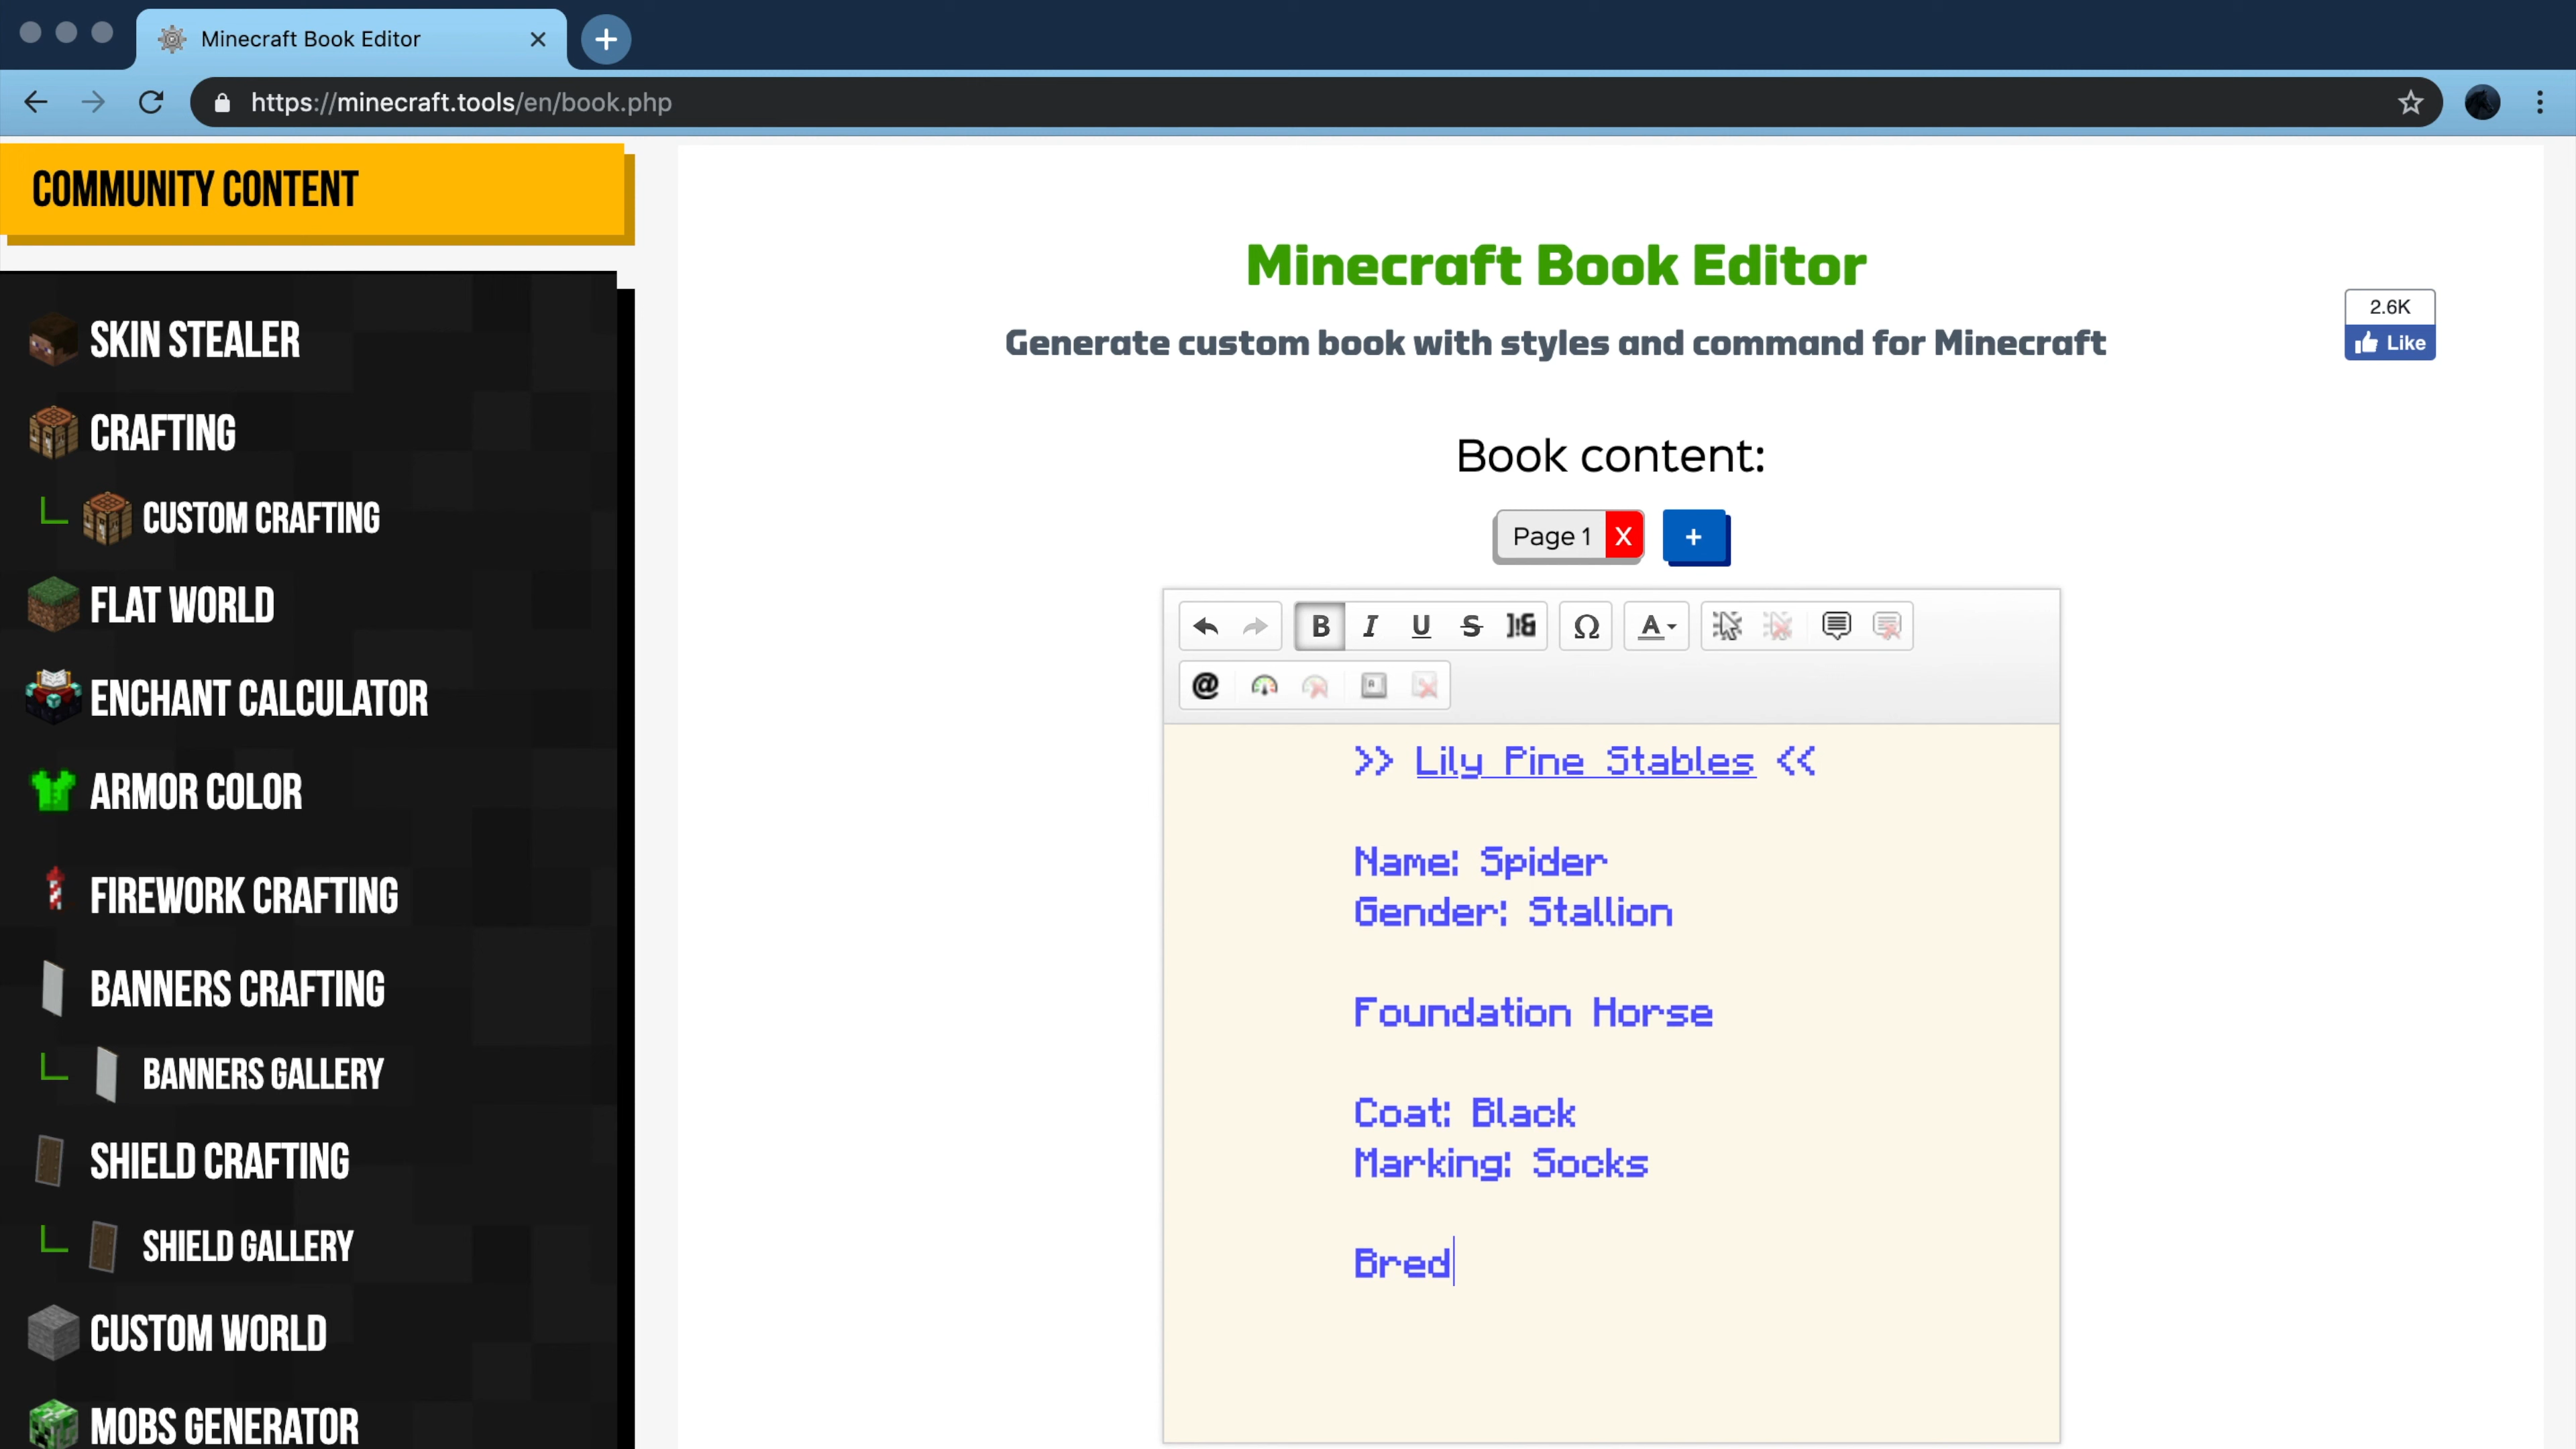 Minecraft Book Editor
https://minecraft.tools/en/book.php
COMMUNITY CONTENT
SKIN STEALER
CRAFTING
CUSTOM CRAFTING
FLAT WORLD
ENCHANT CALCULATOR
ARMOR COLOR
FIREWORK CRAFTING
BANNERS CRAFTING
BANNERS GALLERY
SHIELD CRAFTING
SHIELD GALLERY
CUSTOM WORLD
MOBS GENERATOR
Minecraft Book Editor
Generate custom book with styles and command for Minecraft
2.6K
Like
Book content:
Page 1 X +
B I U S Ω A
@
>> Lily Pine Stables <<
Name: Spider
Gender: Stallion
Foundation Horse
Coat: Black
Marking: Socks
Bred